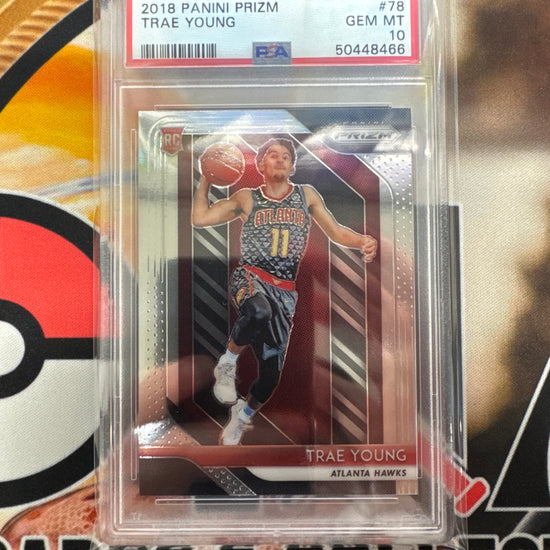 2018 PANINI PRIZM #78
TRAE YOUNG GEM MT
10
PSA 50448466
RC
PANINI
PRIZM
ATLANTA
11
TRAE YOUNG
ATLANTA HAWKS